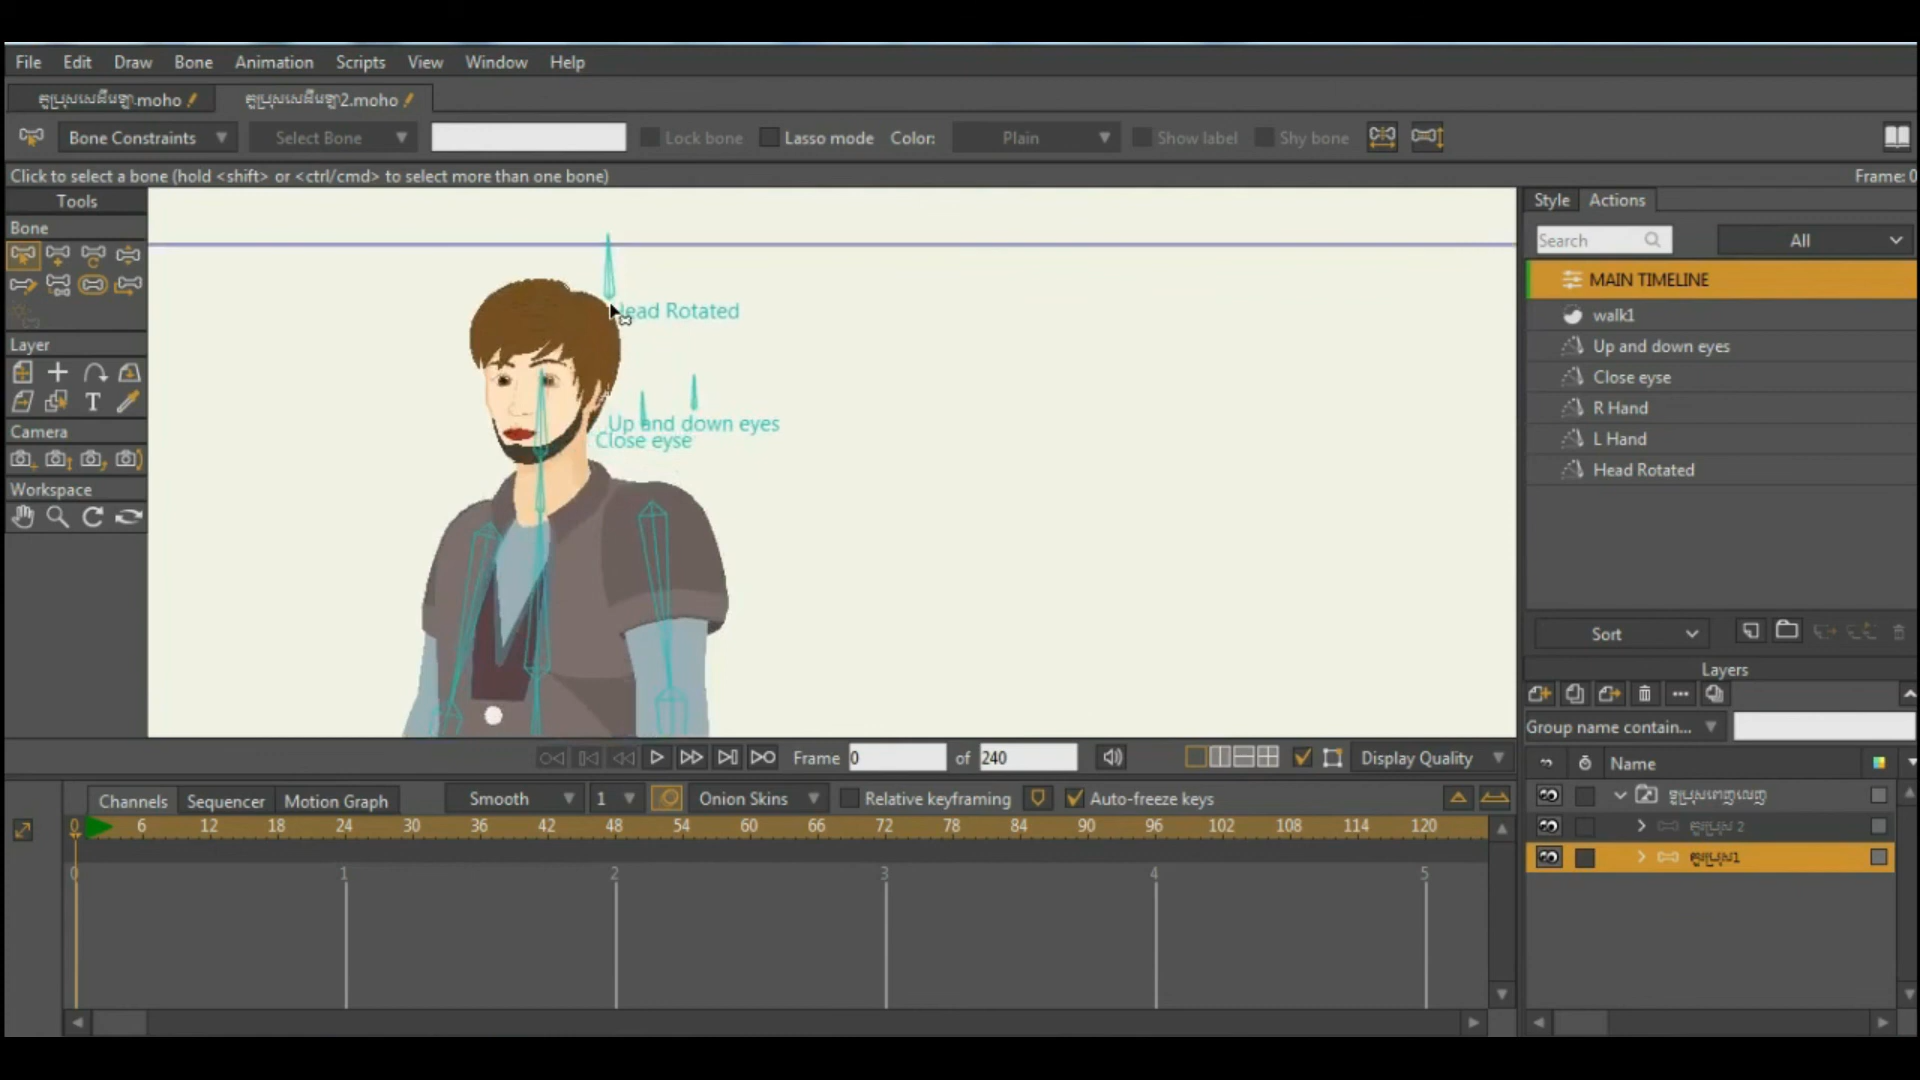 File Edit Draw Bone Animation Scripts View Window Help
Bone Constraints Select Bone Lock bone Lasso mode Color: Plain Show label Shy bone
Click to select a bone (hold <shift> or <ctrl/cmd> to select more than one bone) Frame: 0
Tools
Bone
Layer
Camera
Workspace
Head Rotated
Up and down eyes
Close eyse
Style Actions
Search All
MAIN TIMELINE
walk1
Up and down eyes
Close eyse
R Hand
L Hand
Head Rotated
Sort
Layers
Group name contain...
Name
Frame 0 of 240 Display Quality
Channels Sequencer Motion Graph Smooth 1 Onion Skins Relative keyframing Auto-freeze keys
0 6 12 18 24 30 36 42 48 54 60 66 72 78 84 90 96 102 108 114 120
0 1 2 3 4 5